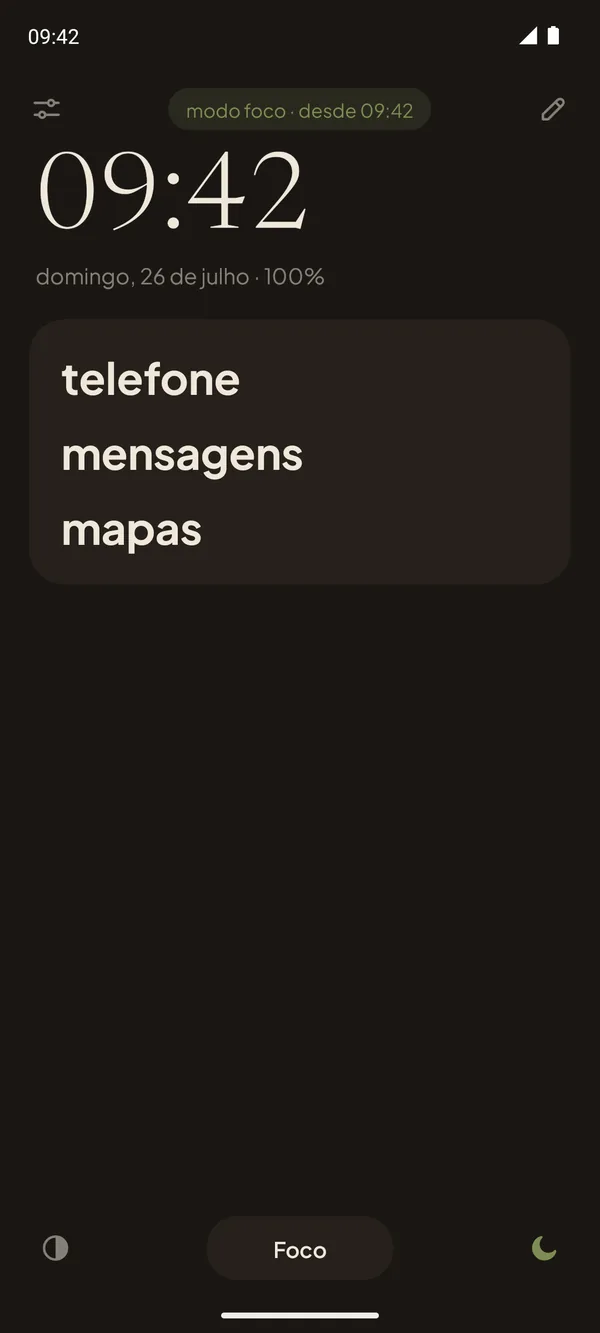 09:42
modo foco · desde 09:42
09:42
domingo, 26 de julho · 100%
telefone
mensagens
mapas
Foco